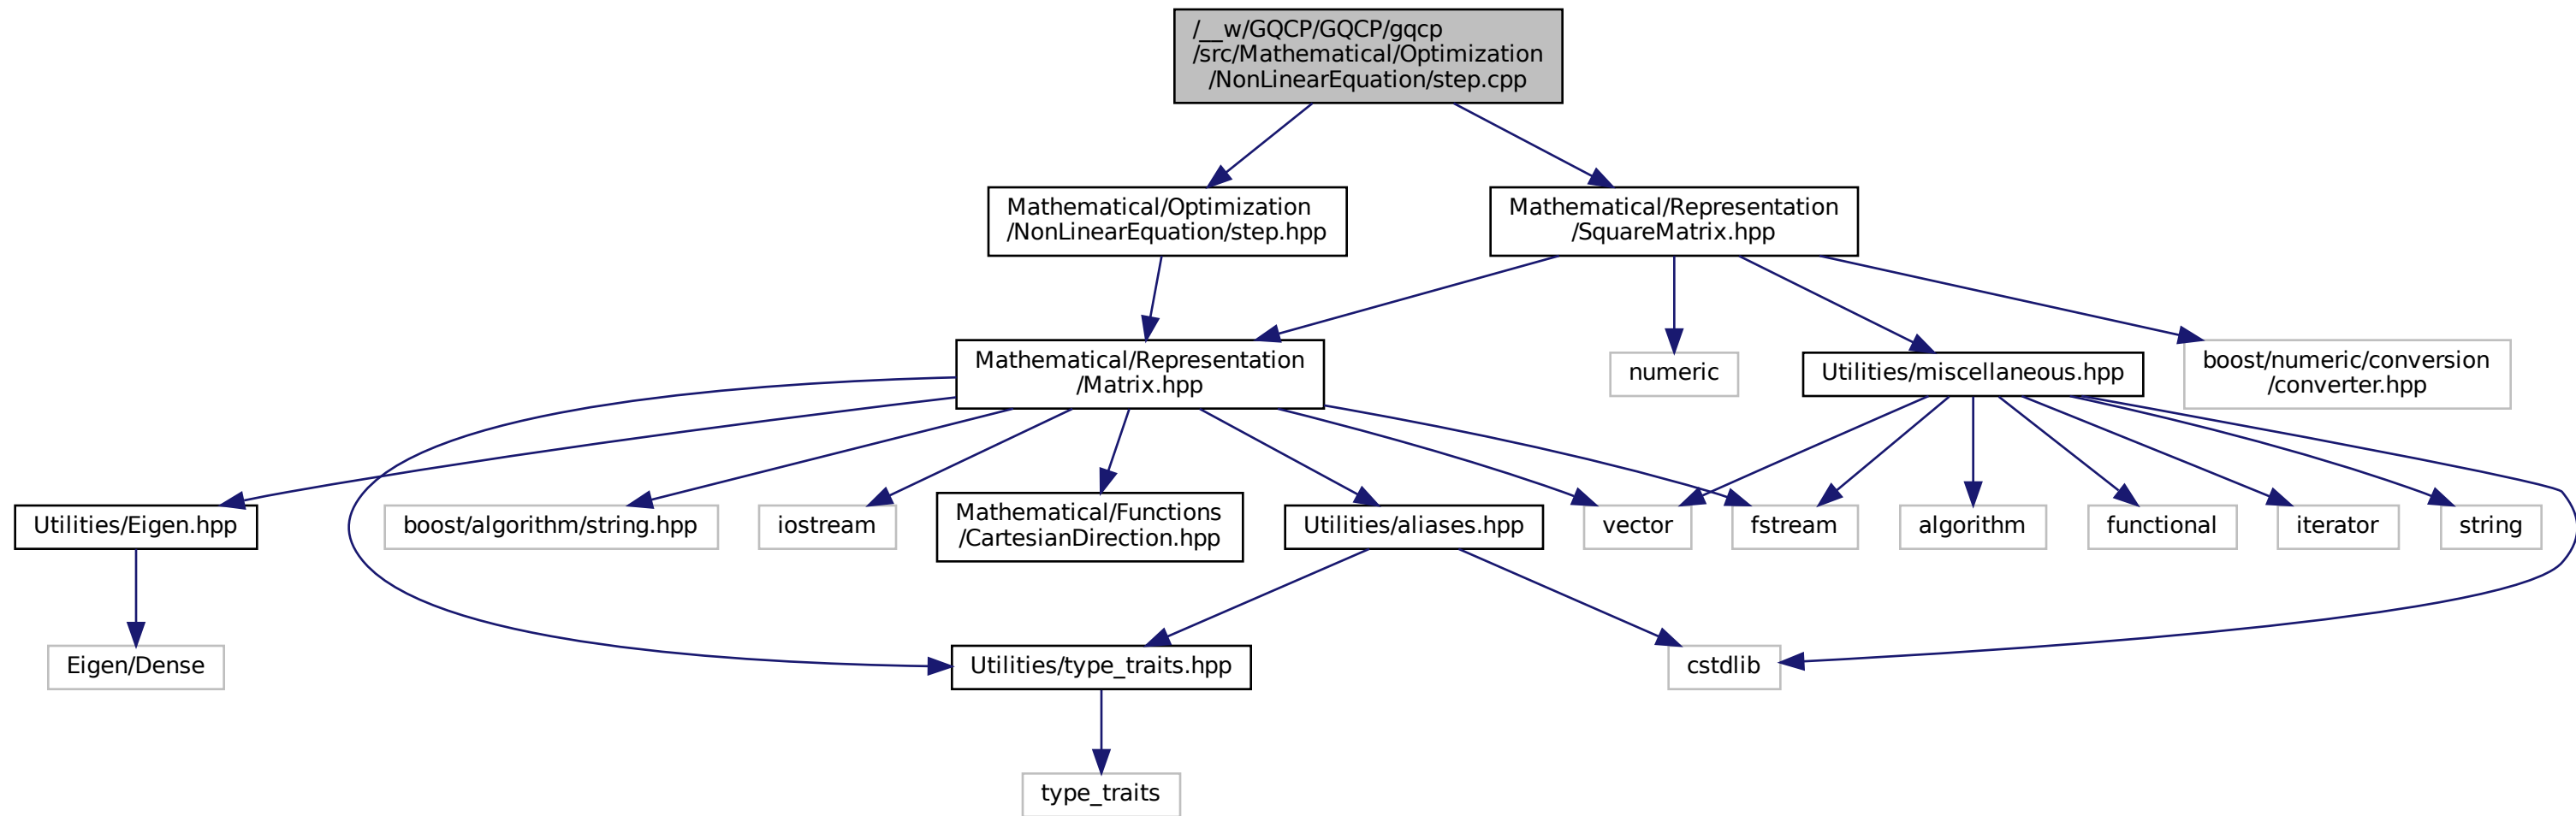 /__w/GQCP/GQCP/gqcp
/src/Mathematical/Optimization
/NonLinearEquation/step.cpp
Mathematical/Optimization
/NonLinearEquation/step.hpp
Mathematical/Representation
/SquareMatrix.hpp
Mathematical/Representation
/Matrix.hpp
numeric
Utilities/miscellaneous.hpp
boost/numeric/conversion
/converter.hpp
Utilities/Eigen.hpp
boost/algorithm/string.hpp
iostream
Mathematical/Functions
/CartesianDirection.hpp
Utilities/aliases.hpp
vector
fstream
algorithm
functional
iterator
string
Eigen/Dense
Utilities/type_traits.hpp
cstdlib
type_traits